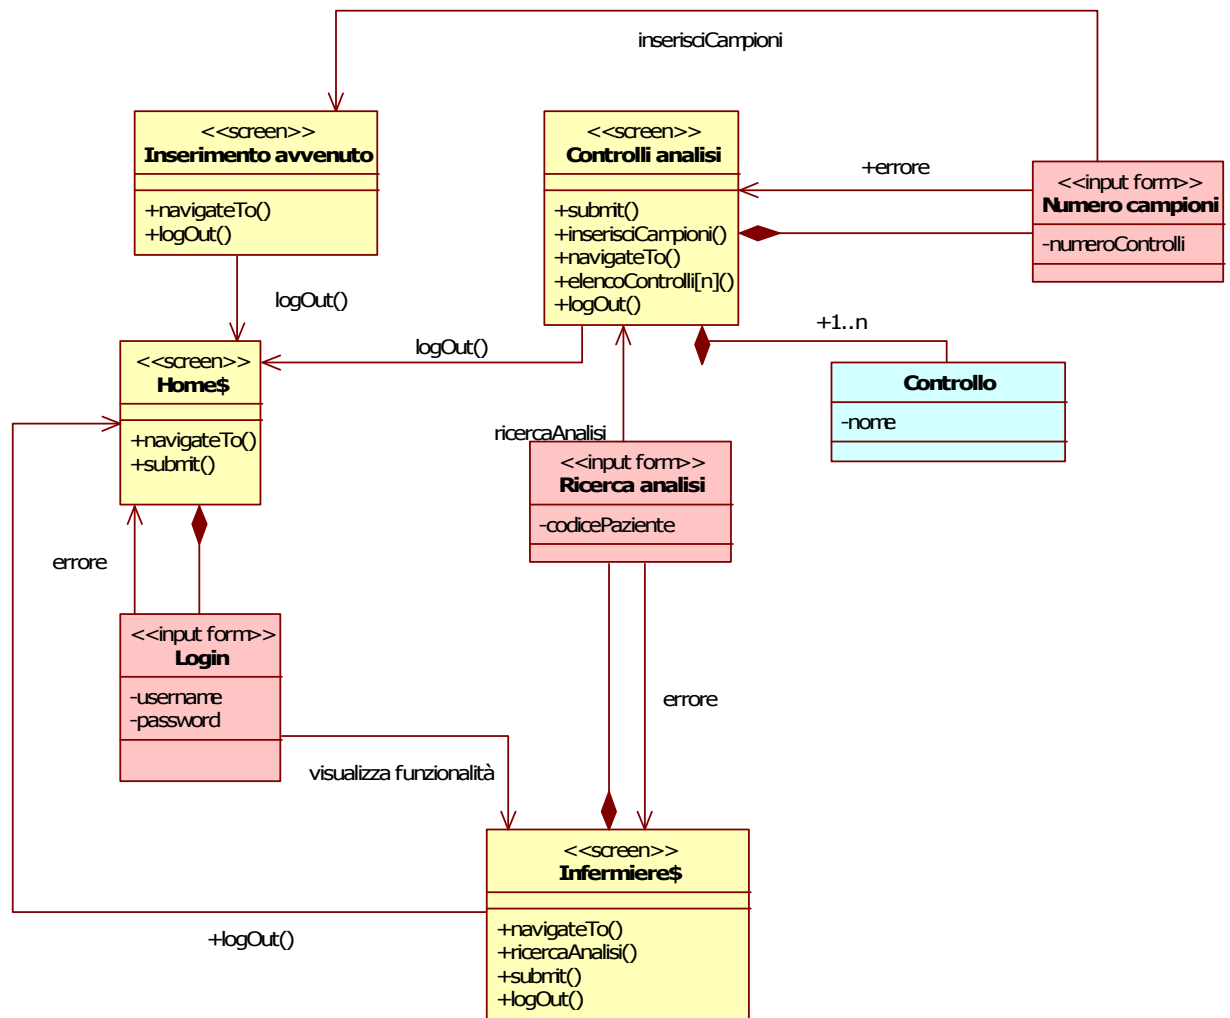 inserisciCampioni
<<screen>>
Inserimento avvenuto
+navigateTo()
+logOut()
<<screen>>
Controlli analisi
+submit()
+inserisciCampioni()
+navigateTo()
+elencoControlli[n]()
+logOut()
+errore
<<input form>>
Numero campioni
-numeroControlli
logOut()
logOut()
+1..n
<<screen>>
Home$
+navigateTo()
+submit()
Controllo
-nome
ricercaAnalisi
<<input form>>
Ricerca analisi
-codicePaziente
errore
<<input form>>
Login
-username
-password
errore
visualizza funzionalità
<<screen>>
Infermiere$
+navigateTo()
+ricercaAnalisi()
+submit()
+logOut()
+logOut()